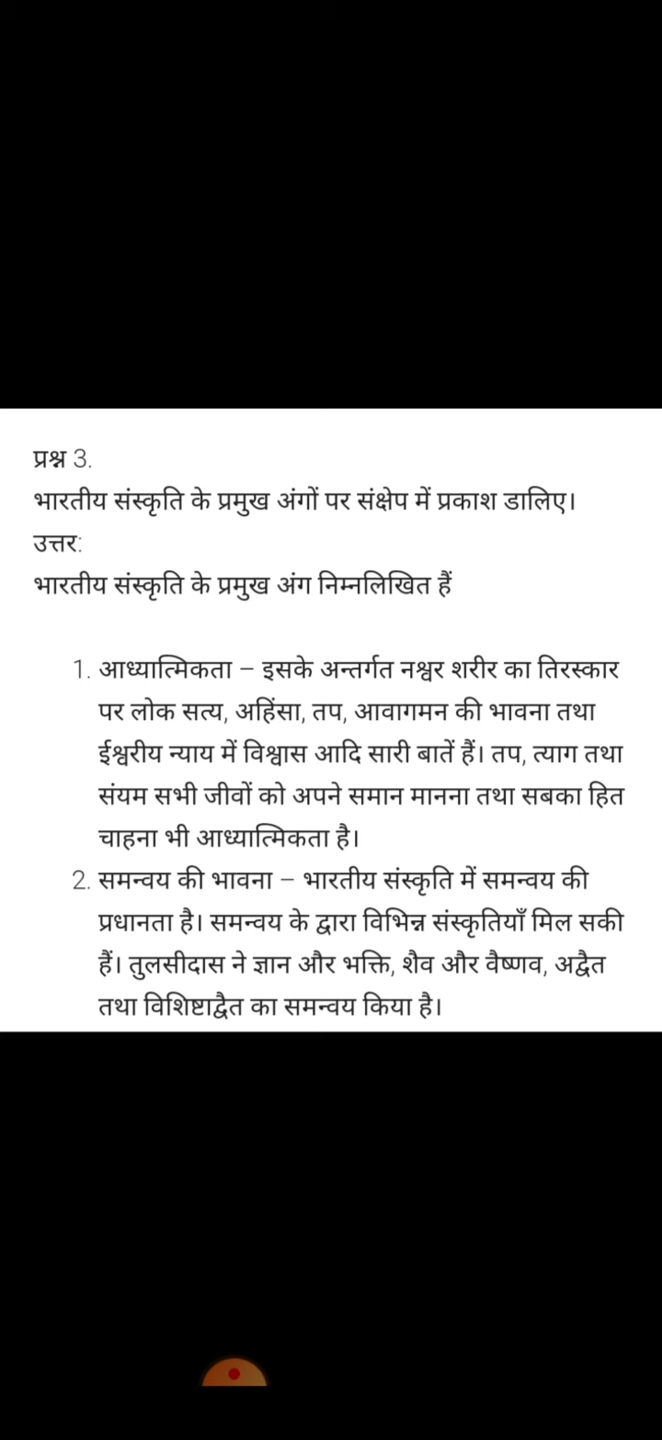 प्रश्न 3.
भारतीय संस्कृति के प्रमुख अंगों पर संक्षेप में प्रकाश डालिए।
उत्तर:
भारतीय संस्कृति के प्रमुख अंग निम्नलिखित हैं
1. आध्यात्मिकता – इसके अन्तर्गत नश्वर शरीर का तिरस्कार
पर लोक सत्य, अहिंसा, तप, आवागमन की भावना तथा
ईश्वरीय न्याय में विश्वास आदि सारी बातें हैं। तप, त्याग तथा
संयम सभी जीवों को अपने समान मानना तथा सबका हित
चाहना भी आध्यात्मिकता है।
2. समन्वय की भावना – भारतीय संस्कृति में समन्वय की
प्रधानता है। समन्वय के द्वारा विभिन्न संस्कृतियाँ मिल सकी
हैं। तुलसीदास ने ज्ञान और भक्ति, शैव और वैष्णव, अद्वैत
तथा विशिष्टाद्वैत का समन्वय किया है।